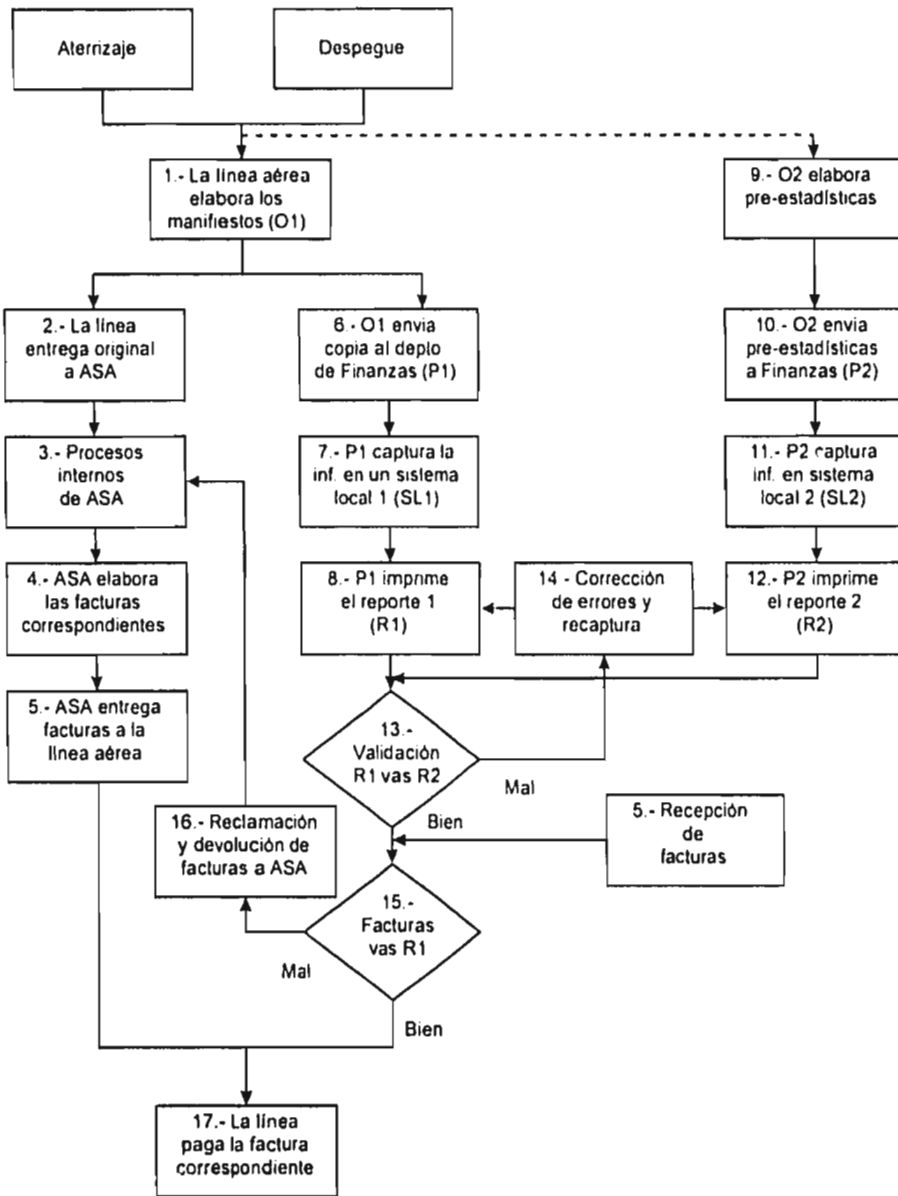 Aterrizaje
Despegue
1.- La línea aérea
elabora los
manifiestos (O1)
9.- O2 elabora
pre-estadísticas
2.- La línea
entrega original
a ASA
6.- O1 envia
copia al depto
de Finanzas (P1)
10.- O2 envia
pre-estadísticas
a Finanzas (P2)
3.- Procesos
internos
de ASA
7.- P1 captura la
inf. en un sistema
local 1 (SL1)
11.- P2 captura
inf. en sistema
local 2 (SL2)
4.- ASA elabora
las facturas
correspondientes
8.- P1 imprime
el reporte 1
(R1)
14.- Corrección
de errores y
recaptura
12.- P2 imprime
el reporte 2
(R2)
5.- ASA entrega
facturas a la
línea aérea
13.-
Validación
R1 vas R2
Mal
Bien
16.- Reclamación
y devolución de
facturas a ASA
5.- Recepción
de
facturas
15.-
Facturas
vas R1
Mal
Bien
17.- La línea
paga la factura
correspondiente